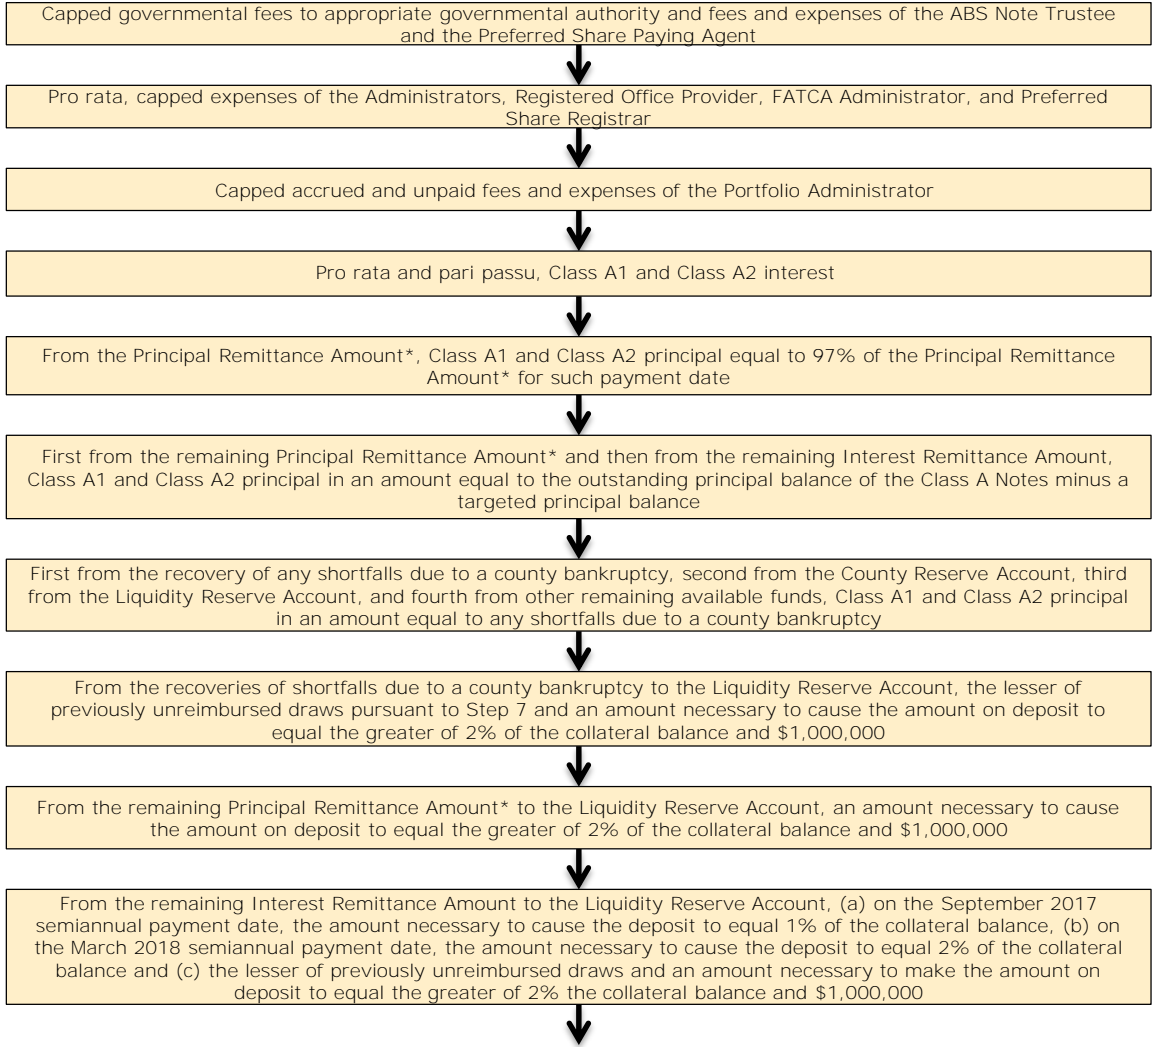 Capped governmental fees to appropriate governmental authority and fees and expenses of the ABS Note Trustee
and the Preferred Share Paying Agent
Pro rata, capped expenses of the Administrators, Registered Office Provider, FATCA Administrator, and Preferred
Share Registrar
Capped accrued and unpaid fees and expenses of the Portfolio Administrator
Pro rata and pari passu, Class A1 and Class A2 interest
From the Principal Remittance Amount*, Class A1 and Class A2 principal equal to 97% of the Principal Remittance
Amount* for such payment date
First from the remaining Principal Remittance Amount* and then from the remaining Interest Remittance Amount,
Class A1 and Class A2 principal in an amount equal to the outstanding principal balance of the Class A Notes minus a
targeted principal balance
First from the recovery of any shortfalls due to a county bankruptcy, second from the County Reserve Account, third
from the Liquidity Reserve Account, and fourth from other remaining available funds, Class A1 and Class A2 principal
in an amount equal to any shortfalls due to a county bankruptcy
From the recoveries of shortfalls due to a county bankruptcy to the Liquidity Reserve Account, the lesser of
previously unreimbursed draws pursuant to Step 7 and an amount necessary to cause the amount on deposit to
equal the greater of 2% of the collateral balance and $1,000,000
From the remaining Principal Remittance Amount* to the Liquidity Reserve Account, an amount necessary to cause
the amount on deposit to equal the greater of 2% of the collateral balance and $1,000,000
From the remaining Interest Remittance Amount to the Liquidity Reserve Account, (a) on the September 2017
semiannual payment date, the amount necessary to cause the deposit to equal 1% of the collateral balance, (b) on
the March 2018 semiannual payment date, the amount necessary to cause the deposit to equal 2% of the collateral
balance and (c) the lesser of previously unreimbursed draws and an amount necessary to make the amount on
deposit to equal the greater of 2% the collateral balance and $1,000,000